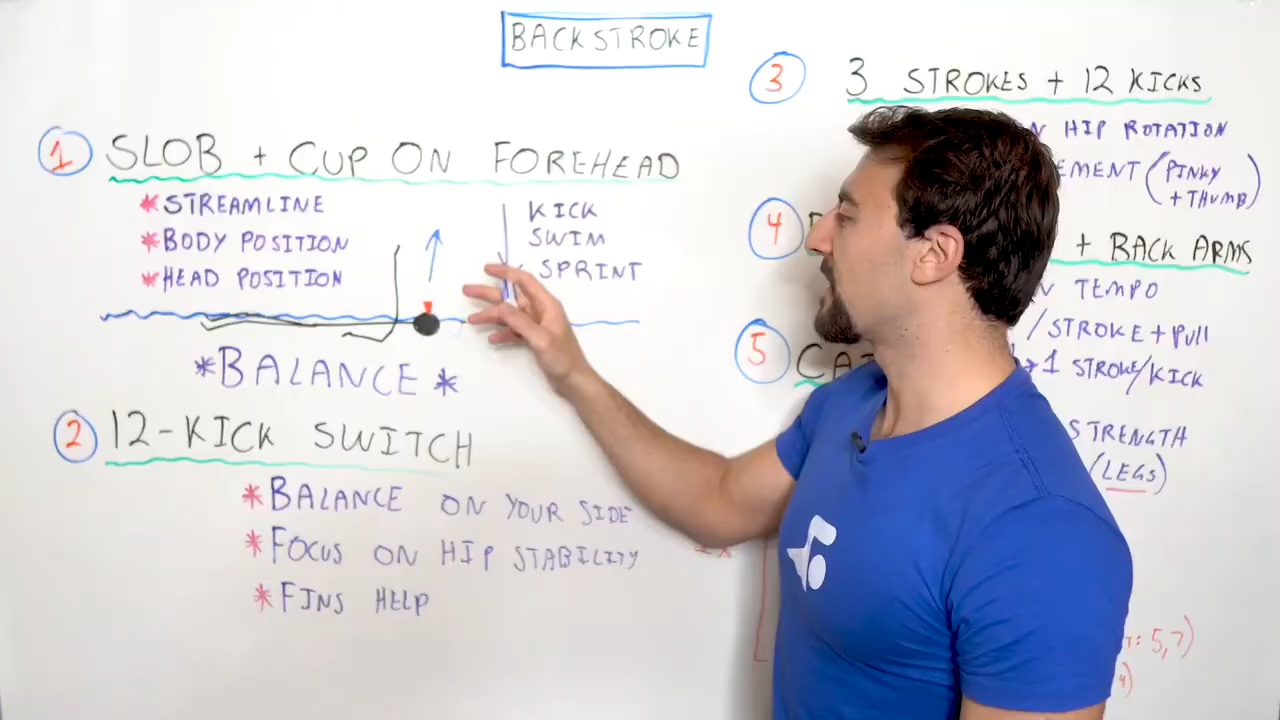 BACKSTROKE
1 SLOB + CUP ON FOREHEAD
* STREAMLINE
* BODY POSITION
* HEAD POSITION
KICK
SWIM
SPRINT
* BALANCE *
2 12-KICK SWITCH
* BALANCE ON YOUR SIDE
* FOCUS ON HIP STABILITY
* FINS HELP
3 3 STROKES + 12 KICKS
HIP ROTATION
(PINKY
+ THUMB)
4 + BACK ARMS
TEMPO
/STROKE + PULL
5
1 STROKE/KICK
STRENGTH
(LEGS)
5,7)